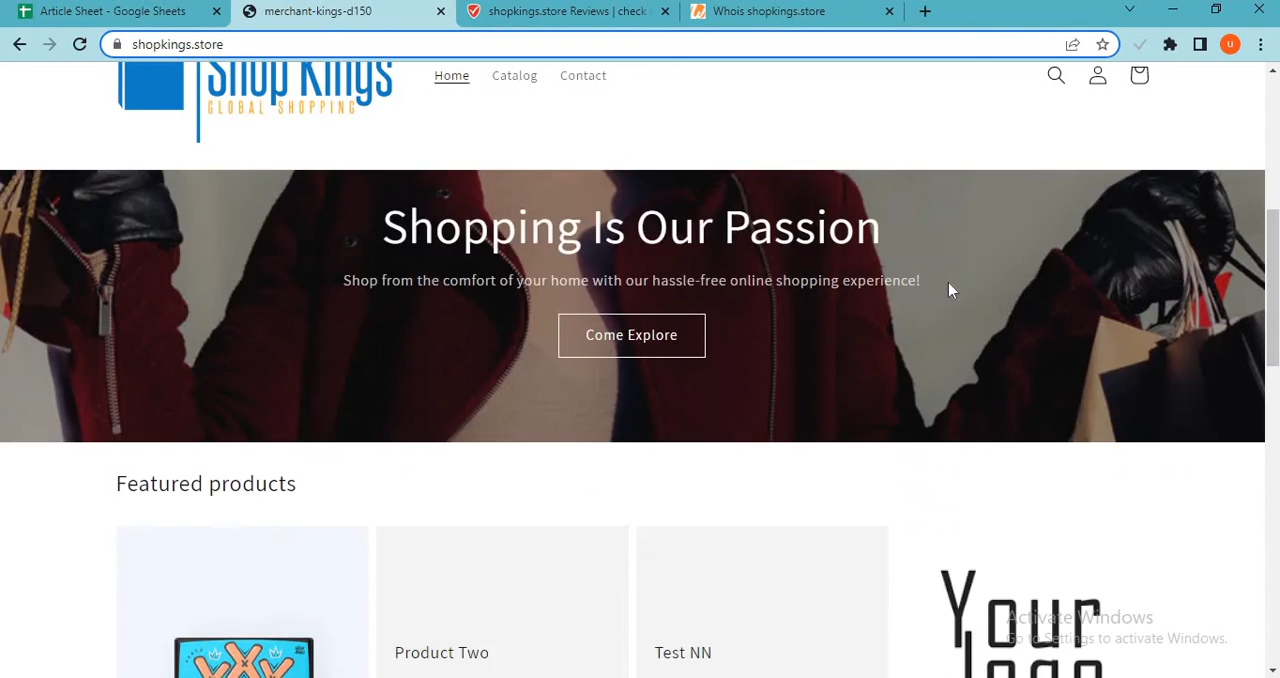 Article Sheet - Google Sheets
merchant-kings-d150
shopkings.store Reviews | check
Whois shopkings.store
shopkings.store
u
Shop Kings
GLOBAL SHOPPING
Home
Catalog
Contact
Shopping Is Our Passion
Shop from the comfort of your home with our hassle-free online shopping experience!
Come Explore
Featured products
Product Two
Test NN
Your
logo
Activate Windows
Go to Settings to activate Windows.